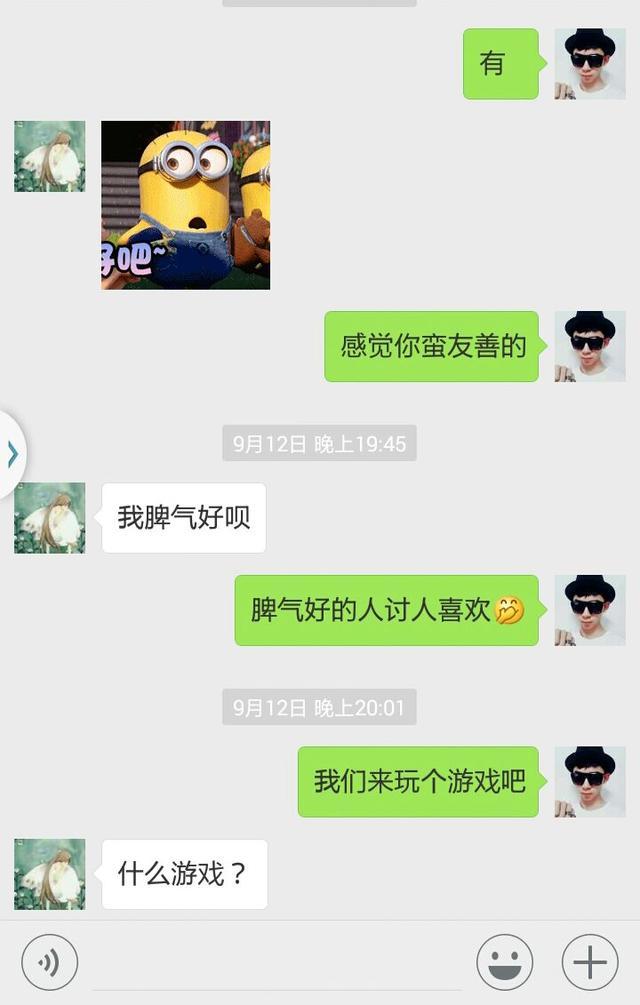 有
好吧~
感觉你蛮友善的
9月12日 晚上19:45
我脾气好呗
脾气好的人讨人喜欢🤭
9月12日 晚上20:01
我们来玩个游戏吧
什么游戏？